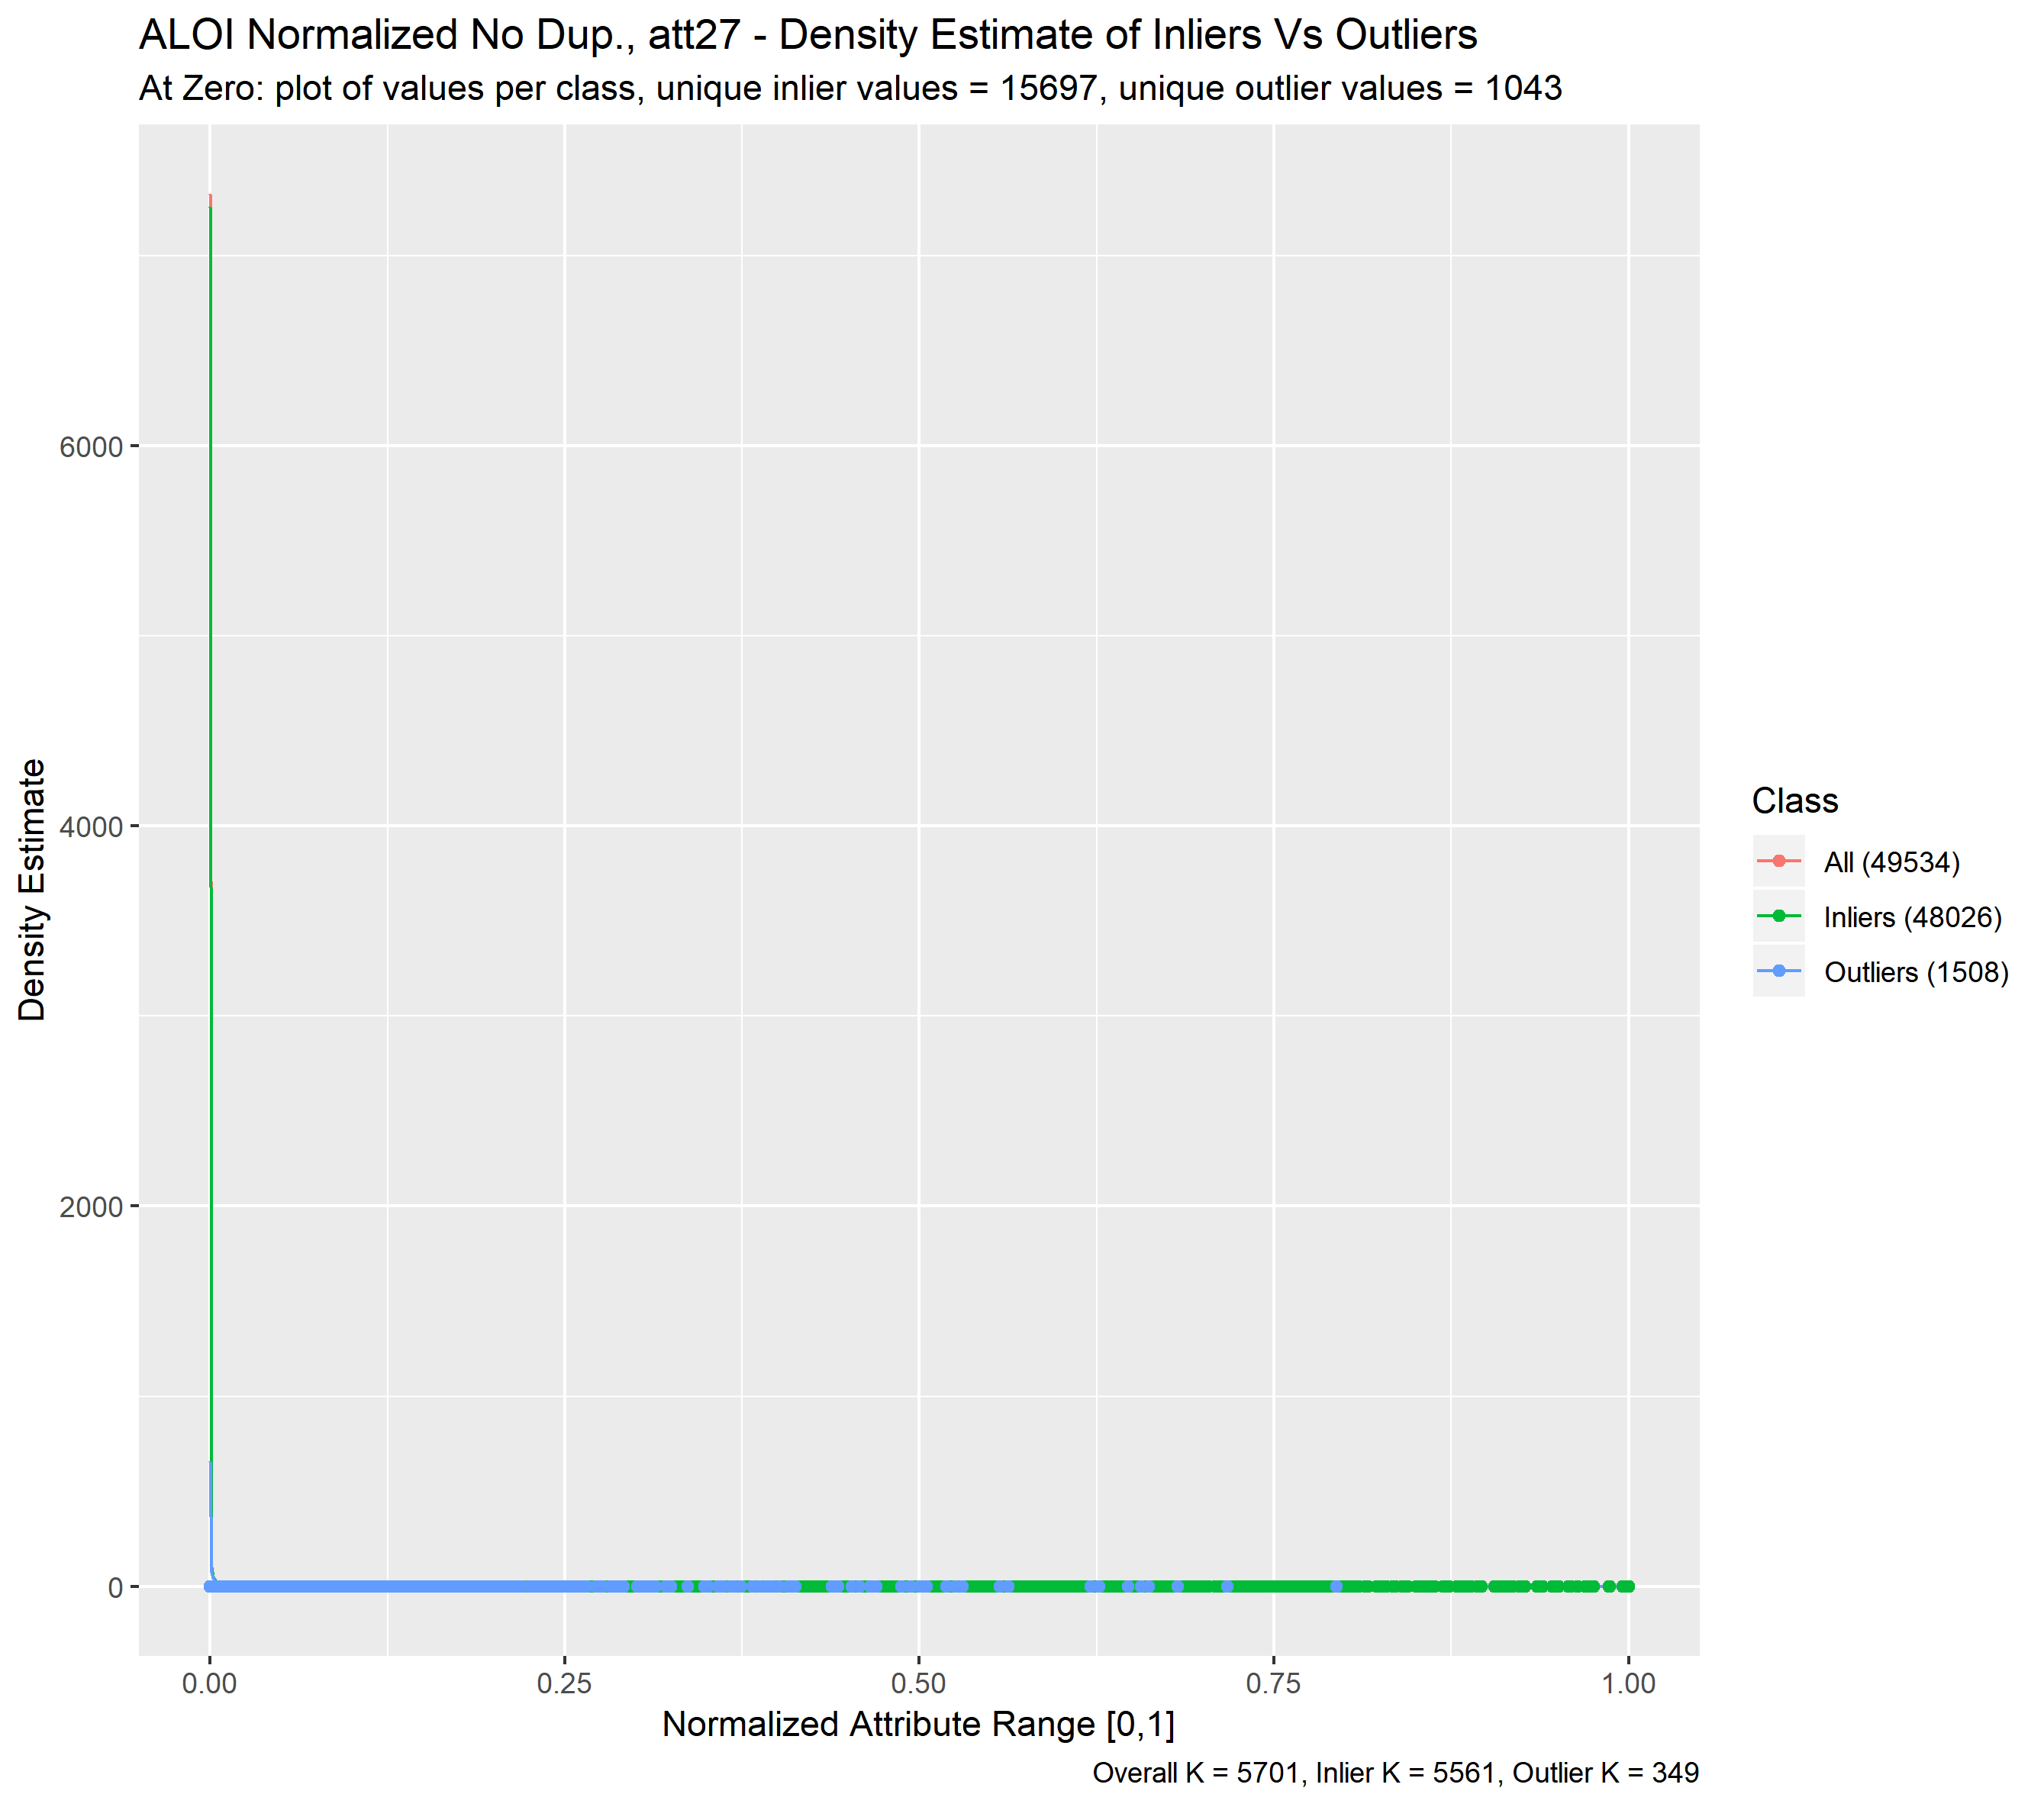 ALOI Normalized No Dup., att27 - Density Estimate of Inliers Vs Outliers
At Zero: plot of values per class, unique inlier values = 15697, unique outlier values = 1043
Density Estimate
6000
4000
2000
0
0.00
0.25
0.50
0.75
1.00
Normalized Attribute Range [0,1]
Overall K = 5701, Inlier K = 5561, Outlier K = 349
Class
All (49534)
Inliers (48026)
Outliers (1508)